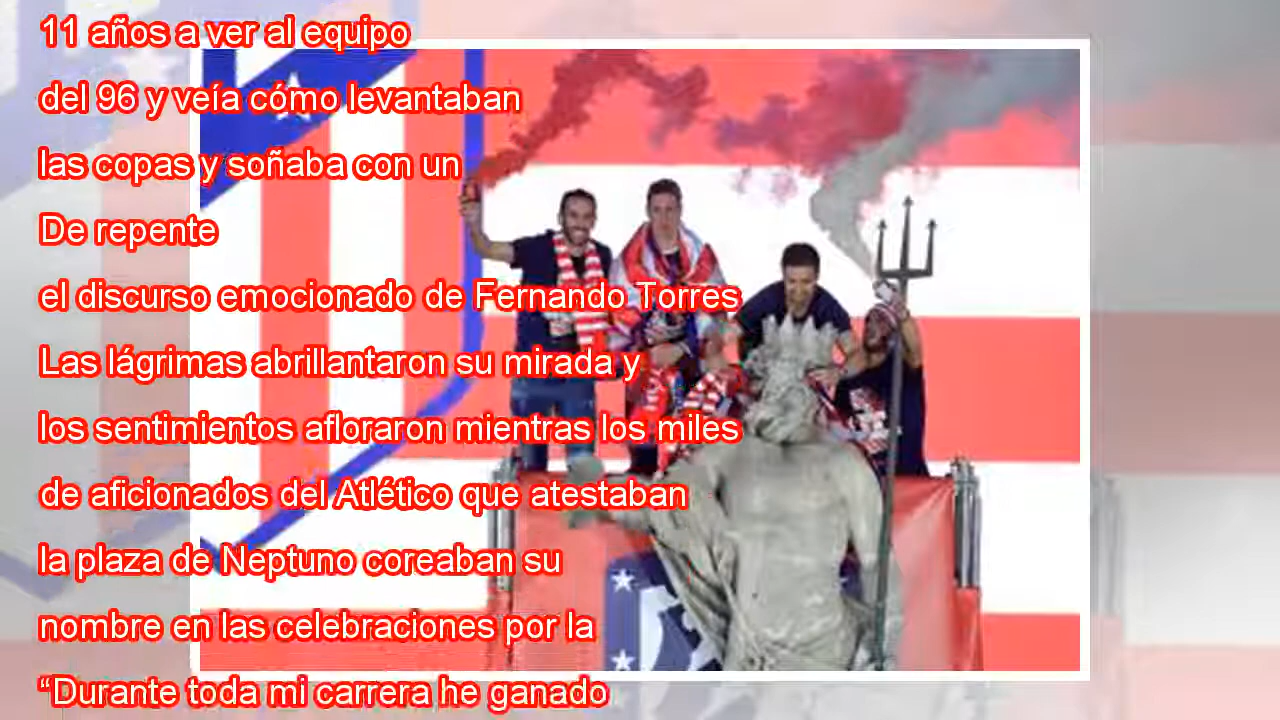 11 años a ver al equipo
del 96 y veía cómo levantaban
las copas y soñaba con un
De repente
el discurso emocionado de Fernando Torres
Las lágrimas abrillantaron su mirada y
los sentimientos afloraron mientras los miles
de aficionados del Atlético que atestaban
la plaza de Neptuno coreaban su
nombre en las celebraciones por la
“Durante toda mi carrera he ganado